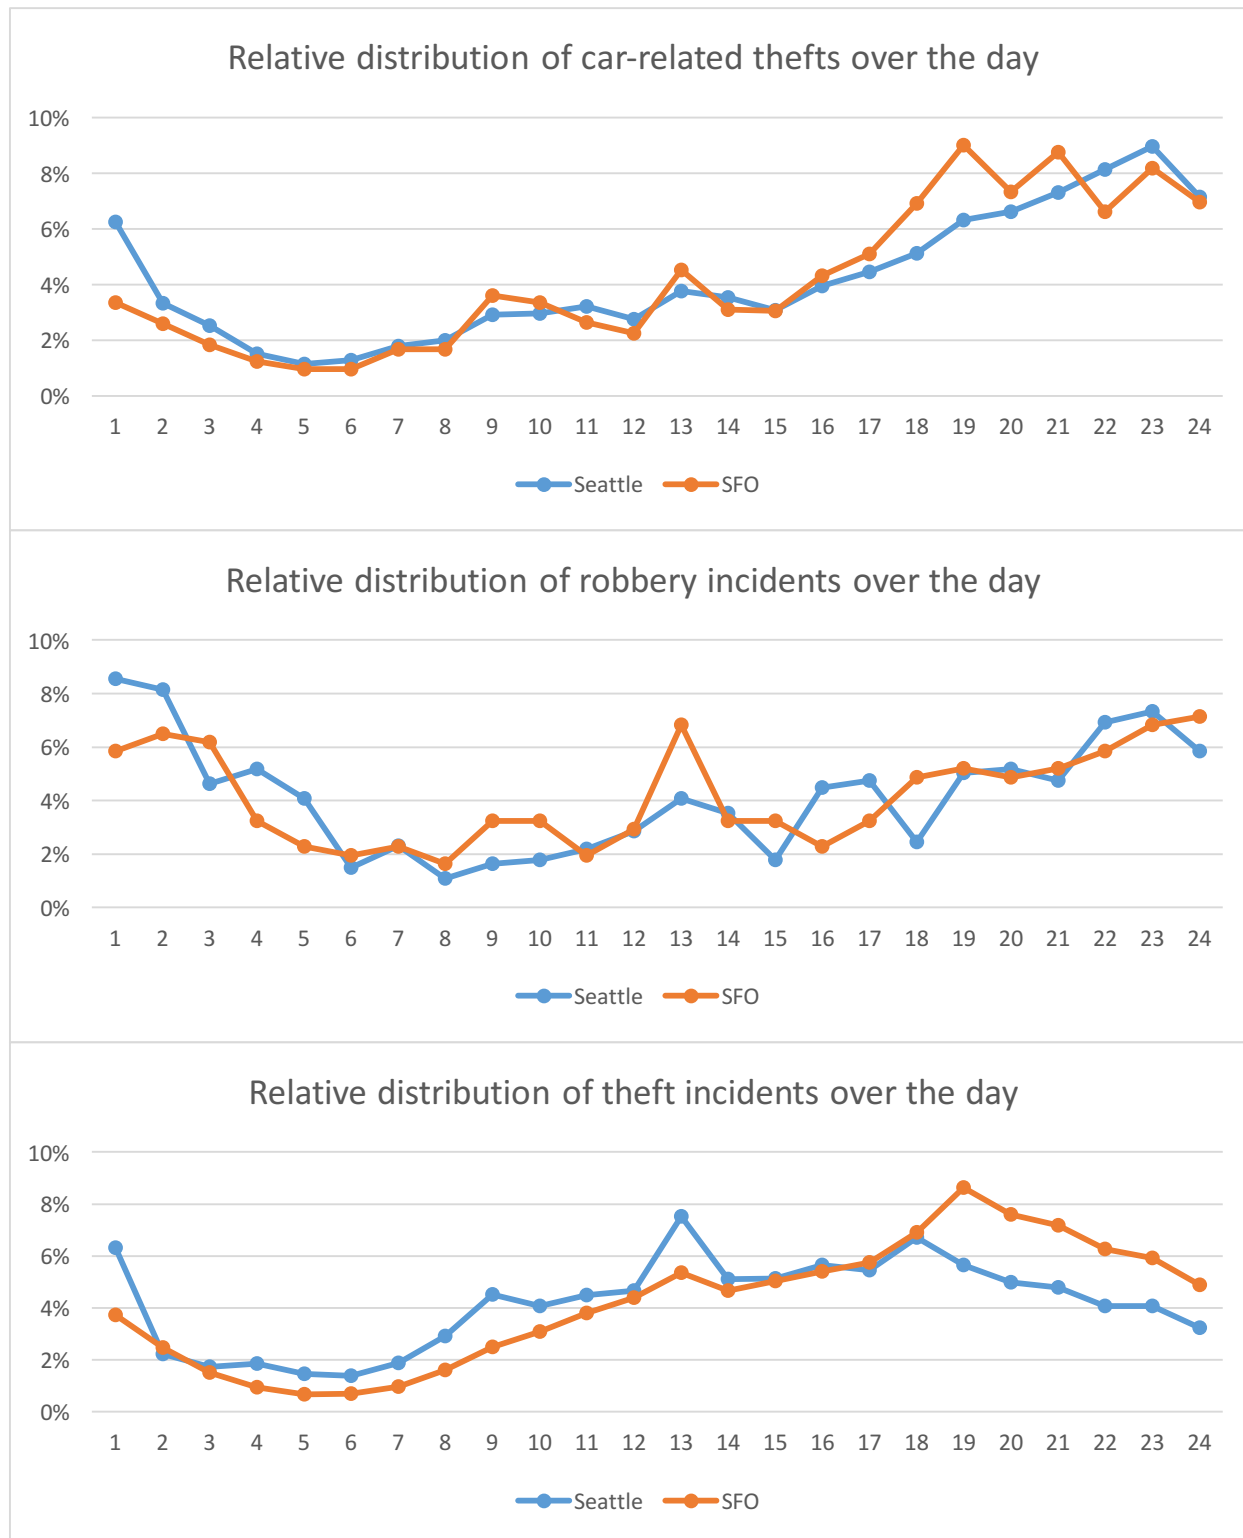 Relative distribution of car-related thefts over the day
10%
8%
6%
4%
2%
0%
1 2 3 4 5 6 7 8 9 10 11 12 13 14 15 16 17 18 19 20 21 22 23 24
Seattle SFO
Relative distribution of robbery incidents over the day
10%
8%
6%
4%
2%
0%
1 2 3 4 5 6 7 8 9 10 11 12 13 14 15 16 17 18 19 20 21 22 23 24
Seattle SFO
Relative distribution of theft incidents over the day
10%
8%
6%
4%
2%
0%
1 2 3 4 5 6 7 8 9 10 11 12 13 14 15 16 17 18 19 20 21 22 23 24
Seattle SFO